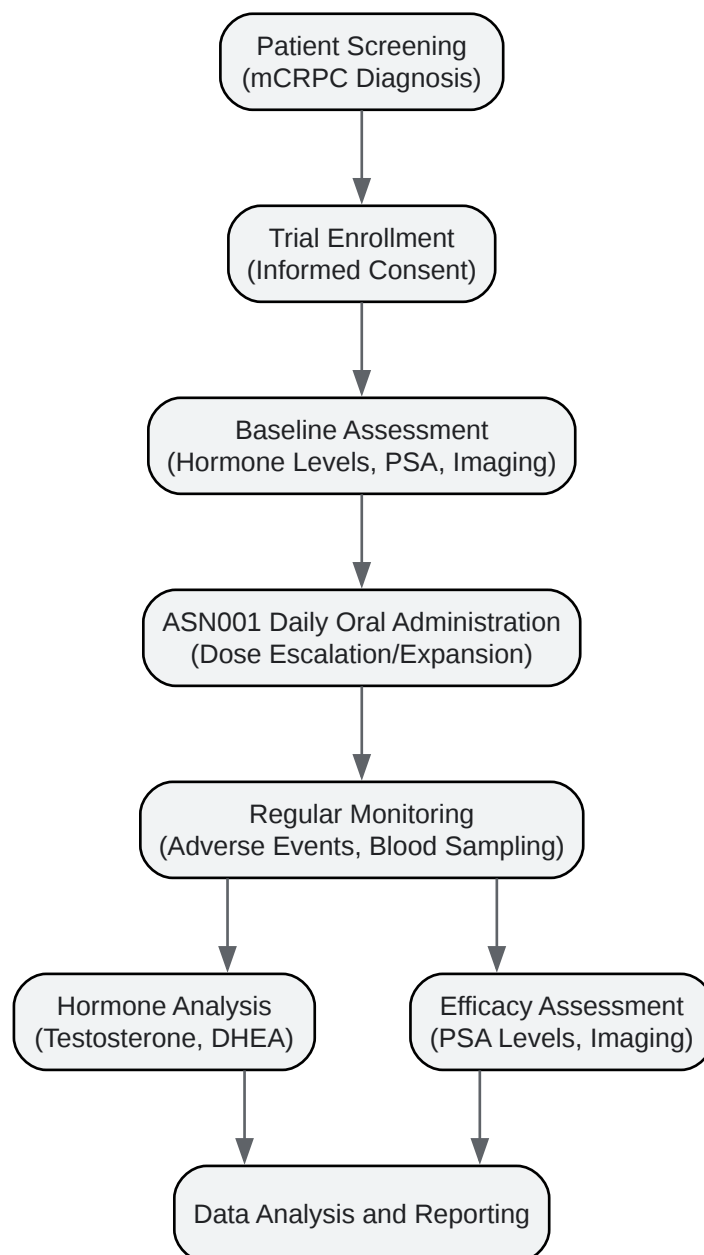 Patient Screening
(mCRPC Diagnosis)
Trial Enrollment
(Informed Consent)
Baseline Assessment
(Hormone Levels, PSA, Imaging)
ASN001 Daily Oral Administration
(Dose Escalation/Expansion)
Regular Monitoring
(Adverse Events, Blood Sampling)
Hormone Analysis
(Testosterone, DHEA)
Efficacy Assessment
(PSA Levels, Imaging)
Data Analysis and Reporting